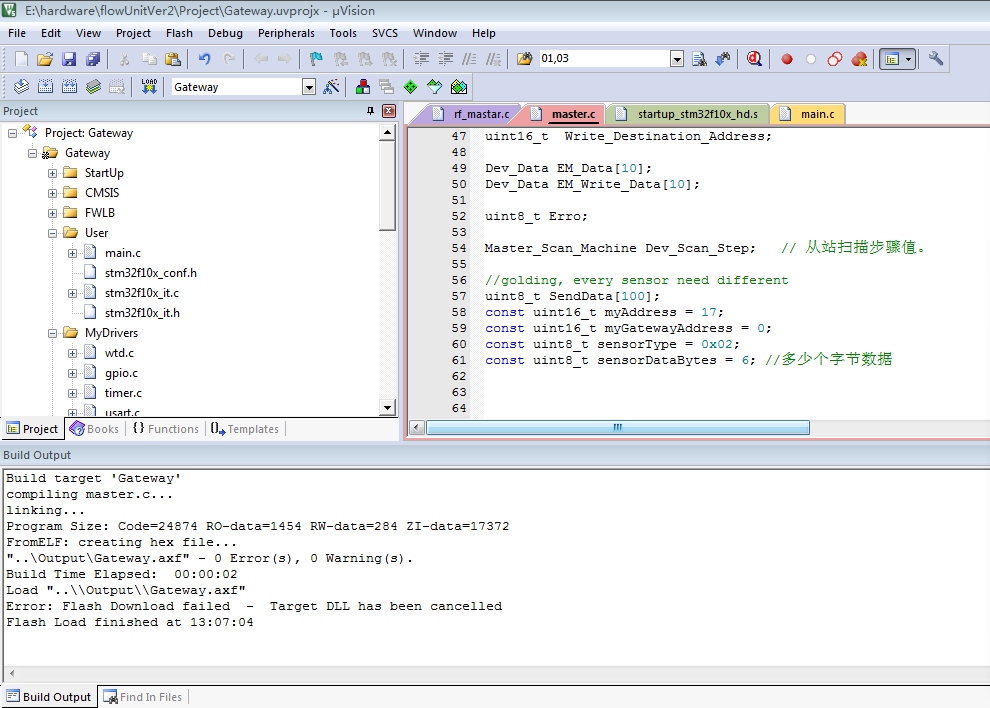 E:\hardware\flowUnitVer2\Project\Gateway.uvprojx - µVision
File Edit View Project Flash Debug Peripherals Tools SVCS Window Help
01,03
LOAD
Gateway
Project
rf_mastar.c master.c startup_stm32f10x_hd.s main.c
Project: Gateway
Gateway
StartUp
CMSIS
FWLB
User
main.c
stm32f10x_conf.h
stm32f10x_it.c
stm32f10x_it.h
MyDrivers
wtd.c
gpio.c
timer.c
usart.c
47 uint16_t  Write_Destination_Address;
48
49 Dev_Data EM_Data[10];
50 Dev_Data EM_Write_Data[10];
51
52 uint8_t Erro;
53
54 Master_Scan_Machine Dev_Scan_Step;   // 从站扫描步骤值。
55
56 //golding, every sensor need different
57 uint8_t SendData[100];
58 const uint16_t myAddress = 17;
59 const uint16_t myGatewayAddress = 0;
60 const uint8_t sensorType = 0x02;
61 const uint8_t sensorDataBytes = 6; //多少个字节数据
62
63
64
Project Books {} Functions {} Templates
Build Output
Build target 'Gateway'
compiling master.c...
linking...
Program Size: Code=24874 RO-data=1454 RW-data=284 ZI-data=17372
FromELF: creating hex file...
"..\Output\Gateway.axf" - 0 Error(s), 0 Warning(s).
Build Time Elapsed:  00:00:02
Load "..\\Output\\Gateway.axf"
Error: Flash Download failed  -  Target DLL has been cancelled
Flash Load finished at 13:07:04
Build Output Find In Files